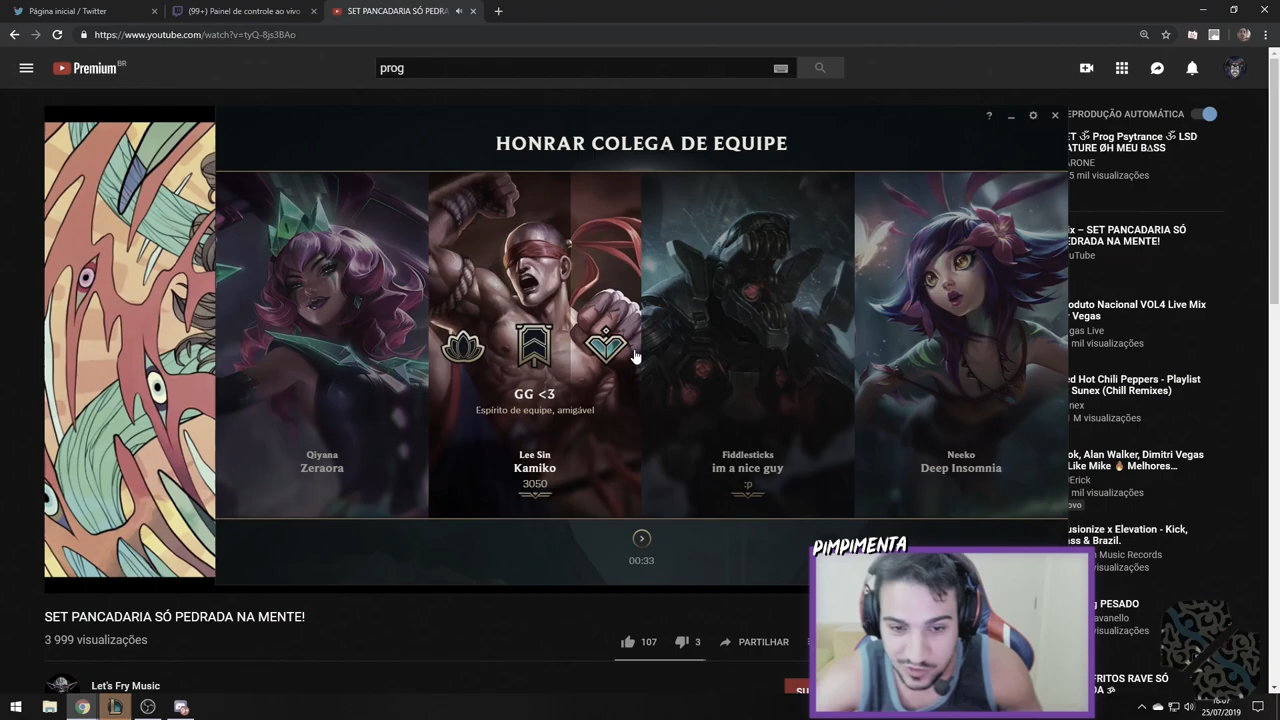 Página inicial / Twitter
(99+) Painel de controle ao vivo
SET PANCADARIA SÓ PEDRA
https://www.youtube.com/watch?v=tyQ-8js3BAo
Premium BR
prog
HONRAR COLEGA DE EQUIPE
EPRODUÇÃO AUTOMÁTICA
ET ૐ Prog Psytrance ૐ LSD
ATURE ØH MEU BΔSS
ARONE
5 mil visualizações
x – SET PANCADARIA SÓ
EDRADA NA MENTE!
uTube
oduto Nacional VOL4 Live Mix
Vegas
gas Live
mil visualizações
ed Hot Chili Peppers - Playlist
Sunex (Chill Remixes)
nex
M visualizações
ok, Alan Walker, Dimitri Vegas
Like Mike 🔥 Melhores...
Erick
mil visualizações
ovo
usionize x Elevation - Kick,
ss & Brazil.
n Music Records
visualizações
g PESADO
avanello
visualizações
FRITOS RAVE SÓ
DA ૐ
GG <3
Espírito de equipe, amigável
Qiyana
Zeraora
Lee Sin
Kamiko
3050
Fiddlesticks
im a nice guy
:p
Neeko
Deep Insomnia
00:33
PIMPIMENTA
SET PANCADARIA SÓ PEDRADA NA MENTE!
3 999 visualizações
107
3
PARTILHAR
Let's Fry Music
SU
25/07/2019